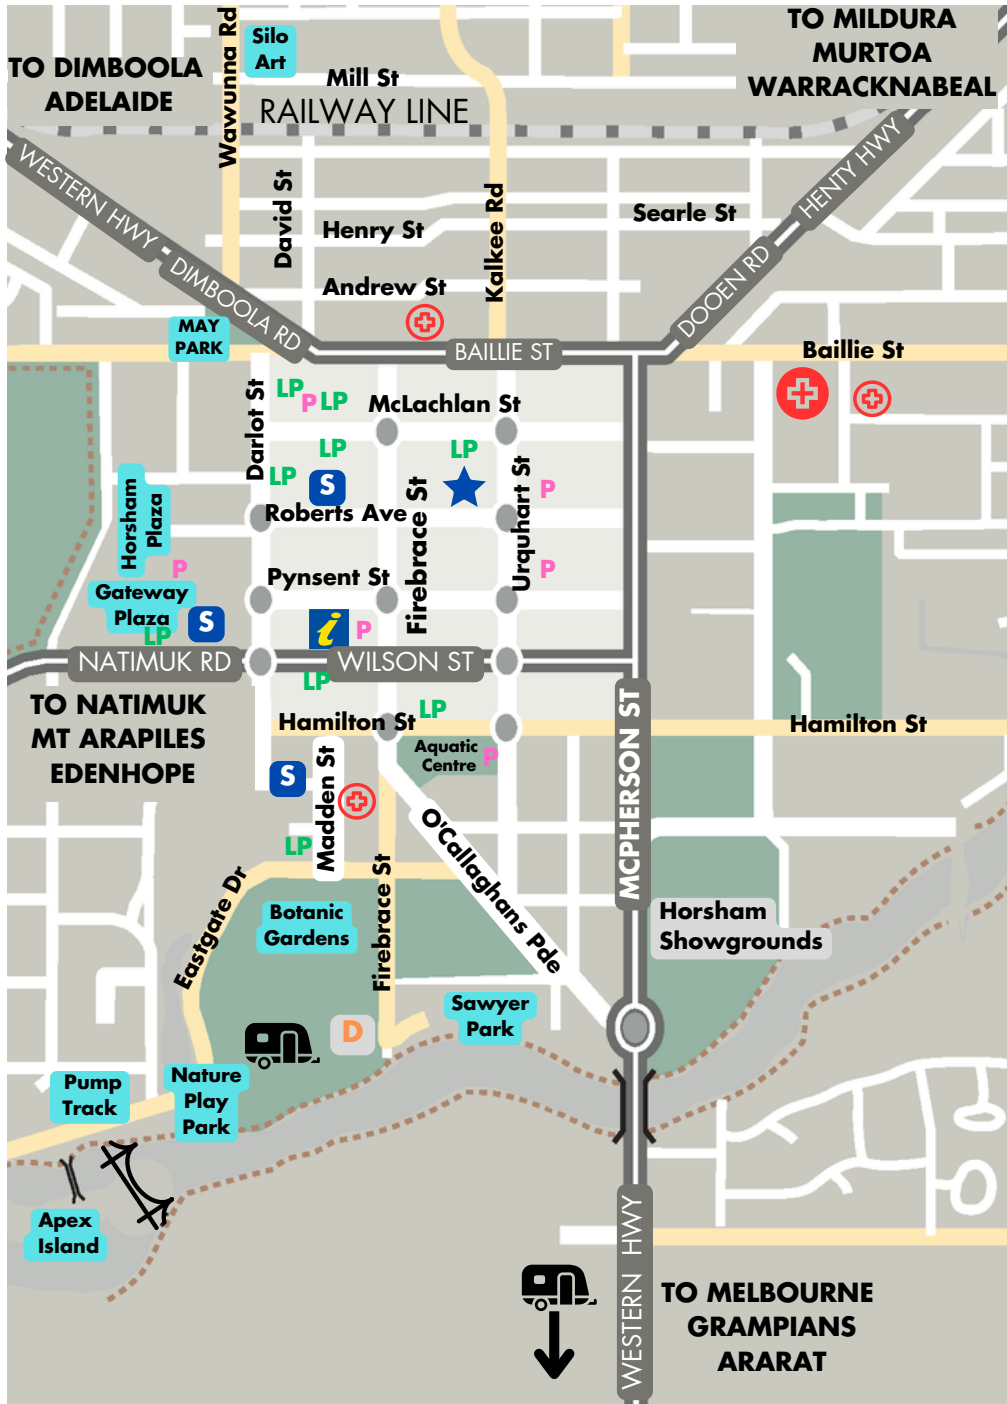 TO DIMBOOLA
ADELAIDE
Wawunna Rd
Silo
Art
Mill St
RAILWAY LINE
TO MILDURA
MURTOA
WARRACKNABEAL
WESTERN HWY
DIMBOOLA RD
David St
Henry St
Andrew St
Kalkee Rd
Searle St
HENTY HWY
DOOEN RD
MAY
PARK
BAILLIE ST
Baillie St
Darlot St
LP
P
LP
McLachlan St
LP
LP
LP
S
Horsham
Plaza
P
Roberts Ave
Firebrace St
Urquhart St
P
P
Pynsent St
Gateway
Plaza
LP
S
i
P
NATIMUK RD
WILSON ST
LP
TO NATIMUK
MT ARAPILES
EDENHOPE
Hamilton St
LP
Hamilton St
MCPHERSON ST
Aquatic
Centre
P
S
Madden St
LP
O'Callaghans Pde
Firebrace St
Eastgate Dr
Botanic
Gardens
Horsham
Showgrounds
Sawyer
Park
D
Pump
Track
Nature
Play
Park
Apex
Island
WESTERN HWY
TO MELBOURNE
GRAMPIANS
ARARAT